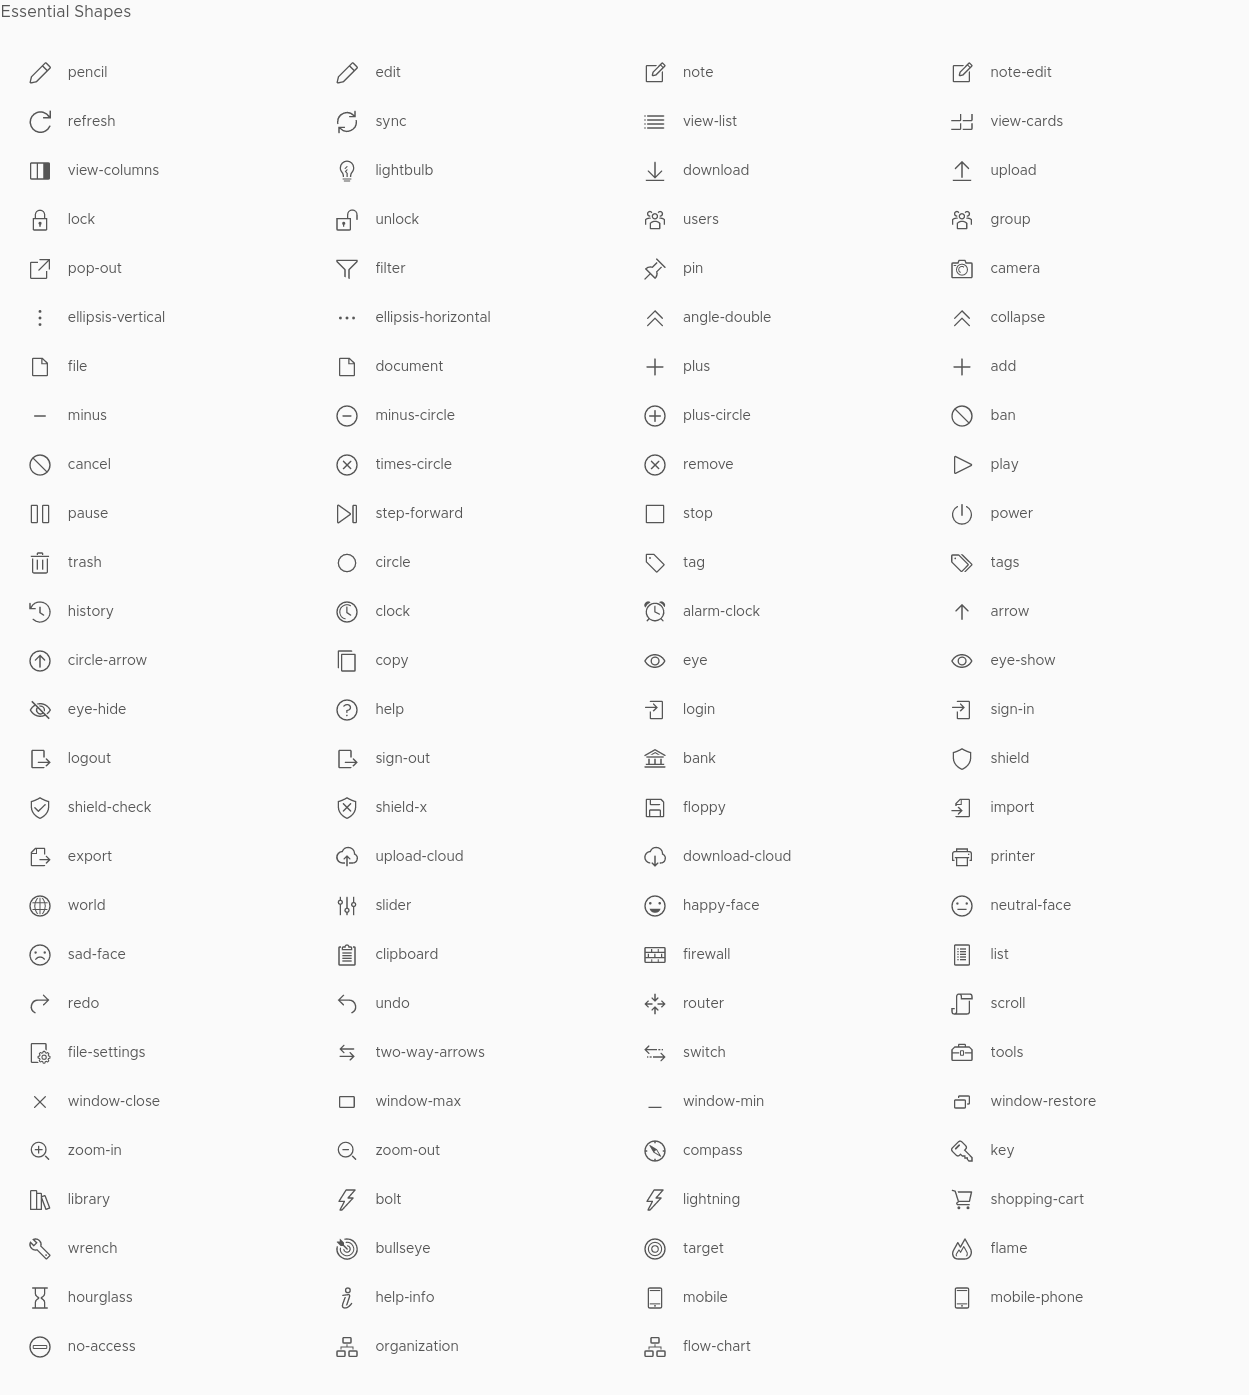 Essential Shapes
pencil edit note note-edit
refresh sync view-list view-cards
view-columns lightbulb download upload
lock unlock users group
pop-out filter pin camera
ellipsis-vertical ellipsis-horizontal angle-double collapse
file document plus add
minus minus-circle plus-circle ban
cancel times-circle remove play
pause step-forward stop power
trash circle tag tags
history clock alarm-clock arrow
circle-arrow copy eye eye-show
eye-hide help login sign-in
logout sign-out bank shield
shield-check shield-x floppy import
export upload-cloud download-cloud printer
world slider happy-face neutral-face
sad-face clipboard firewall list
redo undo router scroll
file-settings two-way-arrows switch tools
window-close window-max window-min window-restore
zoom-in zoom-out compass key
library bolt lightning shopping-cart
wrench bullseye target flame
hourglass help-info mobile mobile-phone
no-access organization flow-chart